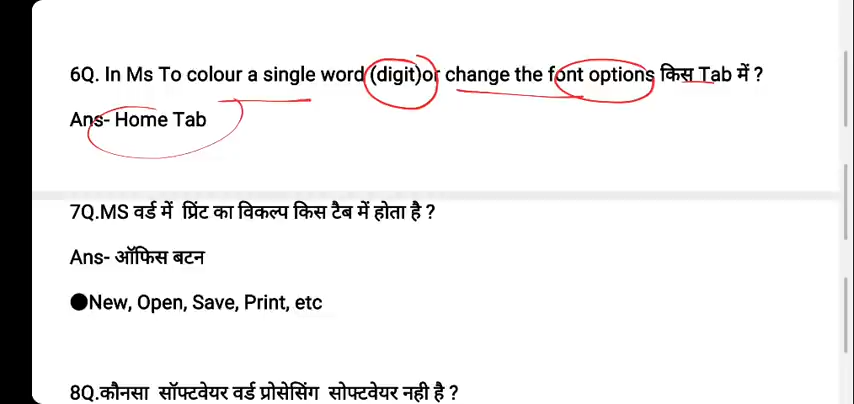 6Q. In Ms To colour a single word (digit)or change the font options किस Tab में ?
Ans- Home Tab
7Q.MS वर्ड में प्रिंट का विकल्प किस टैब में होता है ?
Ans- ऑफिस बटन
●New, Open, Save, Print, etc
8Q.कौनसा सॉफ्टवेयर वर्ड प्रोसेसिंग सोफ्टवेयर नही है ?